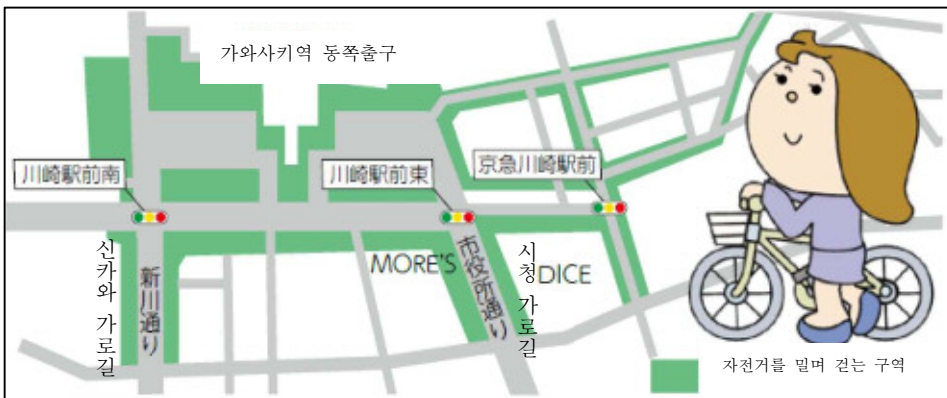 가와사키역 동쪽출구
川崎駅前南
川崎駅前東
京急川崎駅前
신카와 가로길
新川通り
MORE'S
市役所通り
시청 가로길
DICE
자전거를 밀며 걷는 구역